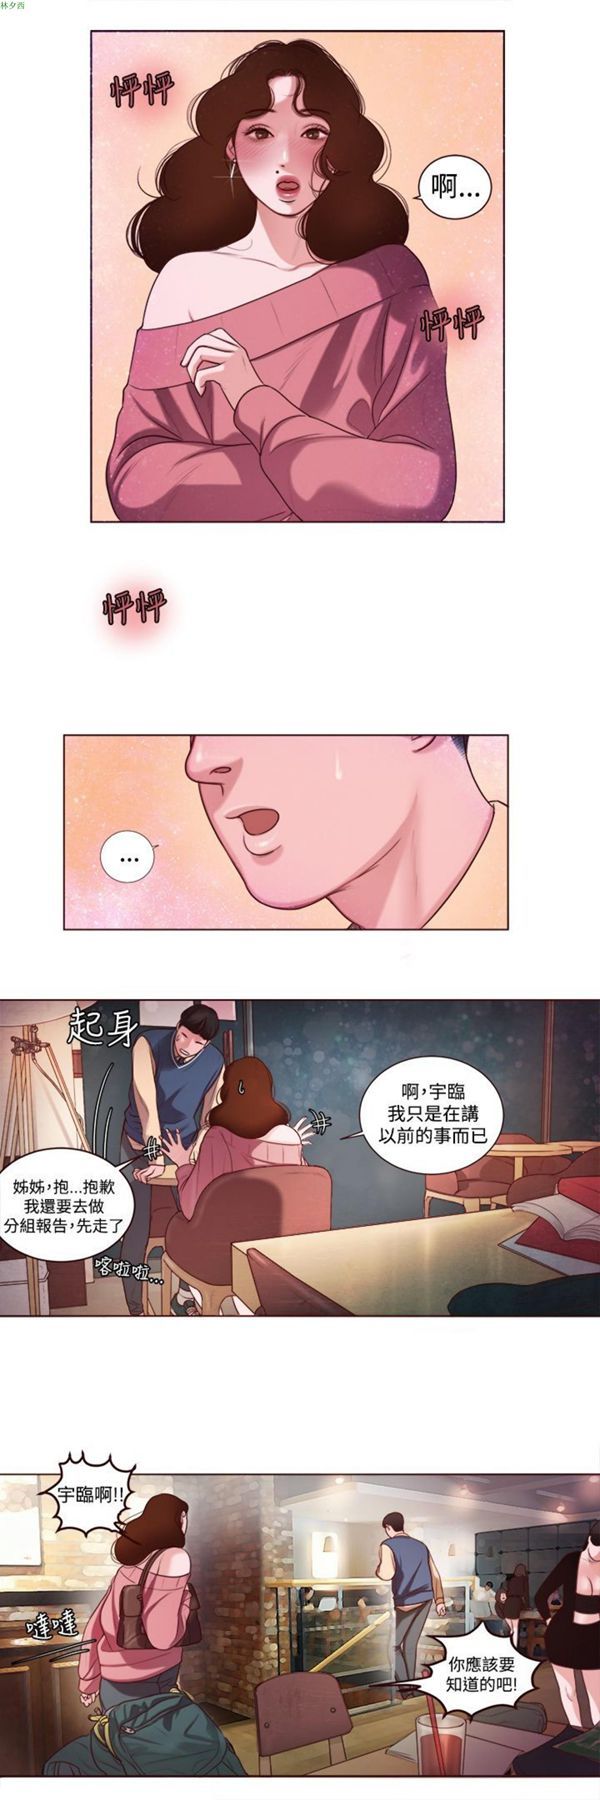 林夕西
怦怦
啊...
怦怦
怦怦
...
起身
啊，宇臨
我只是在講
以前的事而已
姊姊，抱...抱歉
我還要去做
分組報告，先走了
喀啦啦...
宇臨啊!!
噠噠
你應該要
知道的吧!